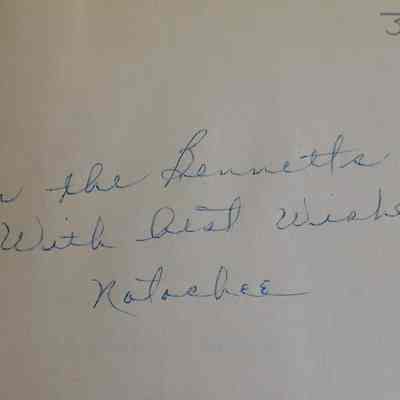 3
the Bennetts
With best Wishe
Natachee